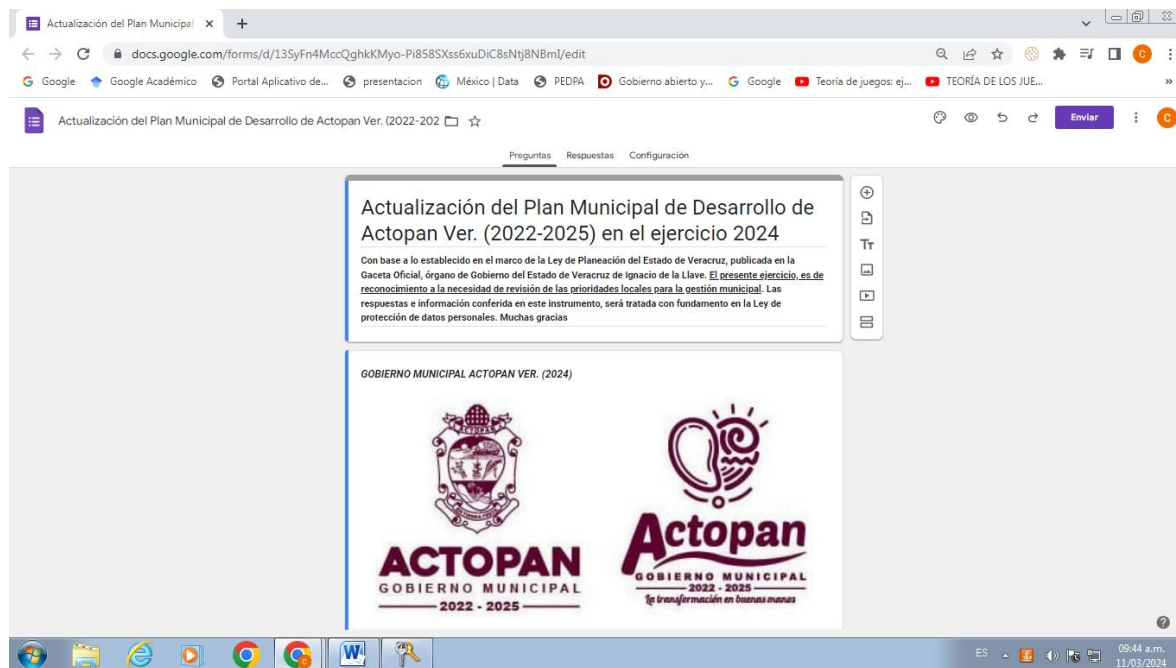 Actualización del Plan Municipal
docs.google.com/forms/d/13SyFn4MccQghkKMyo-Pi858SXss6xuDiC8sNtj8NBmI/edit
C
Google
Google Académico
Portal Aplicativo de...
presentacion
México | Data
PEDPA
Gobierno abierto y...
Google
Teoría de juegos: ej...
TEORÍA DE LOS JUE...
»
Actualización del Plan Municipal de Desarrollo de Actopan Ver. (2022-202
Enviar
C
Preguntas Respuestas Configuración
Actualización del Plan Municipal de Desarrollo de
Actopan Ver. (2022-2025) en el ejercicio 2024
Con base a lo establecido en el marco de la Ley de Planeación del Estado de Veracruz, publicada en la
Gaceta Oficial, órgano de Gobierno del Estado de Veracruz de Ignacio de la Llave. El presente ejercicio, es de
reconocimiento a la necesidad de revisión de las prioridades locales para la gestión municipal. Las
respuestas e información conferida en este instrumento, será tratada con fundamento en la Ley de
protección de datos personales. Muchas gracias
Tт
GOBIERNO MUNICIPAL ACTOPAN VER. (2024)
ACTOPAN
ACTOPAN
GOBIERNO MUNICIPAL
2022 - 2025
Actopan
GOBIERNO MUNICIPAL
2022 - 2025
La transformación en buenas manos
W
ES
09:44 a.m.
11/03/2024